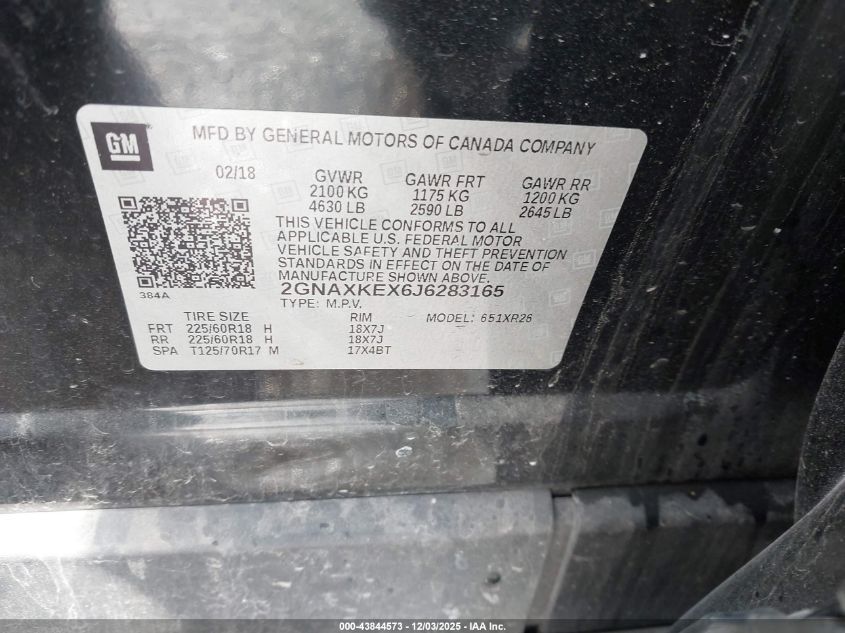 GM
MFD BY GENERAL MOTORS OF CANADA COMPANY
02/18
GVWR GAWR FRT GAWR RR
2100 KG 1175 KG 1200 KG
4630 LB 2590 LB 2645 LB
THIS VEHICLE CONFORMS TO ALL
APPLICABLE U.S. FEDERAL MOTOR
VEHICLE SAFETY AND THEFT PREVENTION
STANDARDS IN EFFECT ON THE DATE OF
MANUFACTURE SHOWN ABOVE.
384A
2GNAXKEX6J6283165
TYPE: M.P.V. MODEL: 651XR26
TIRE SIZE RIM
FRT 225/60R18 H 18X7J
RR 225/60R18 H 18X7J
SPA T125/70R17 M 17X4BT
000-43844573 - 12/03/2025 - IAA Inc.